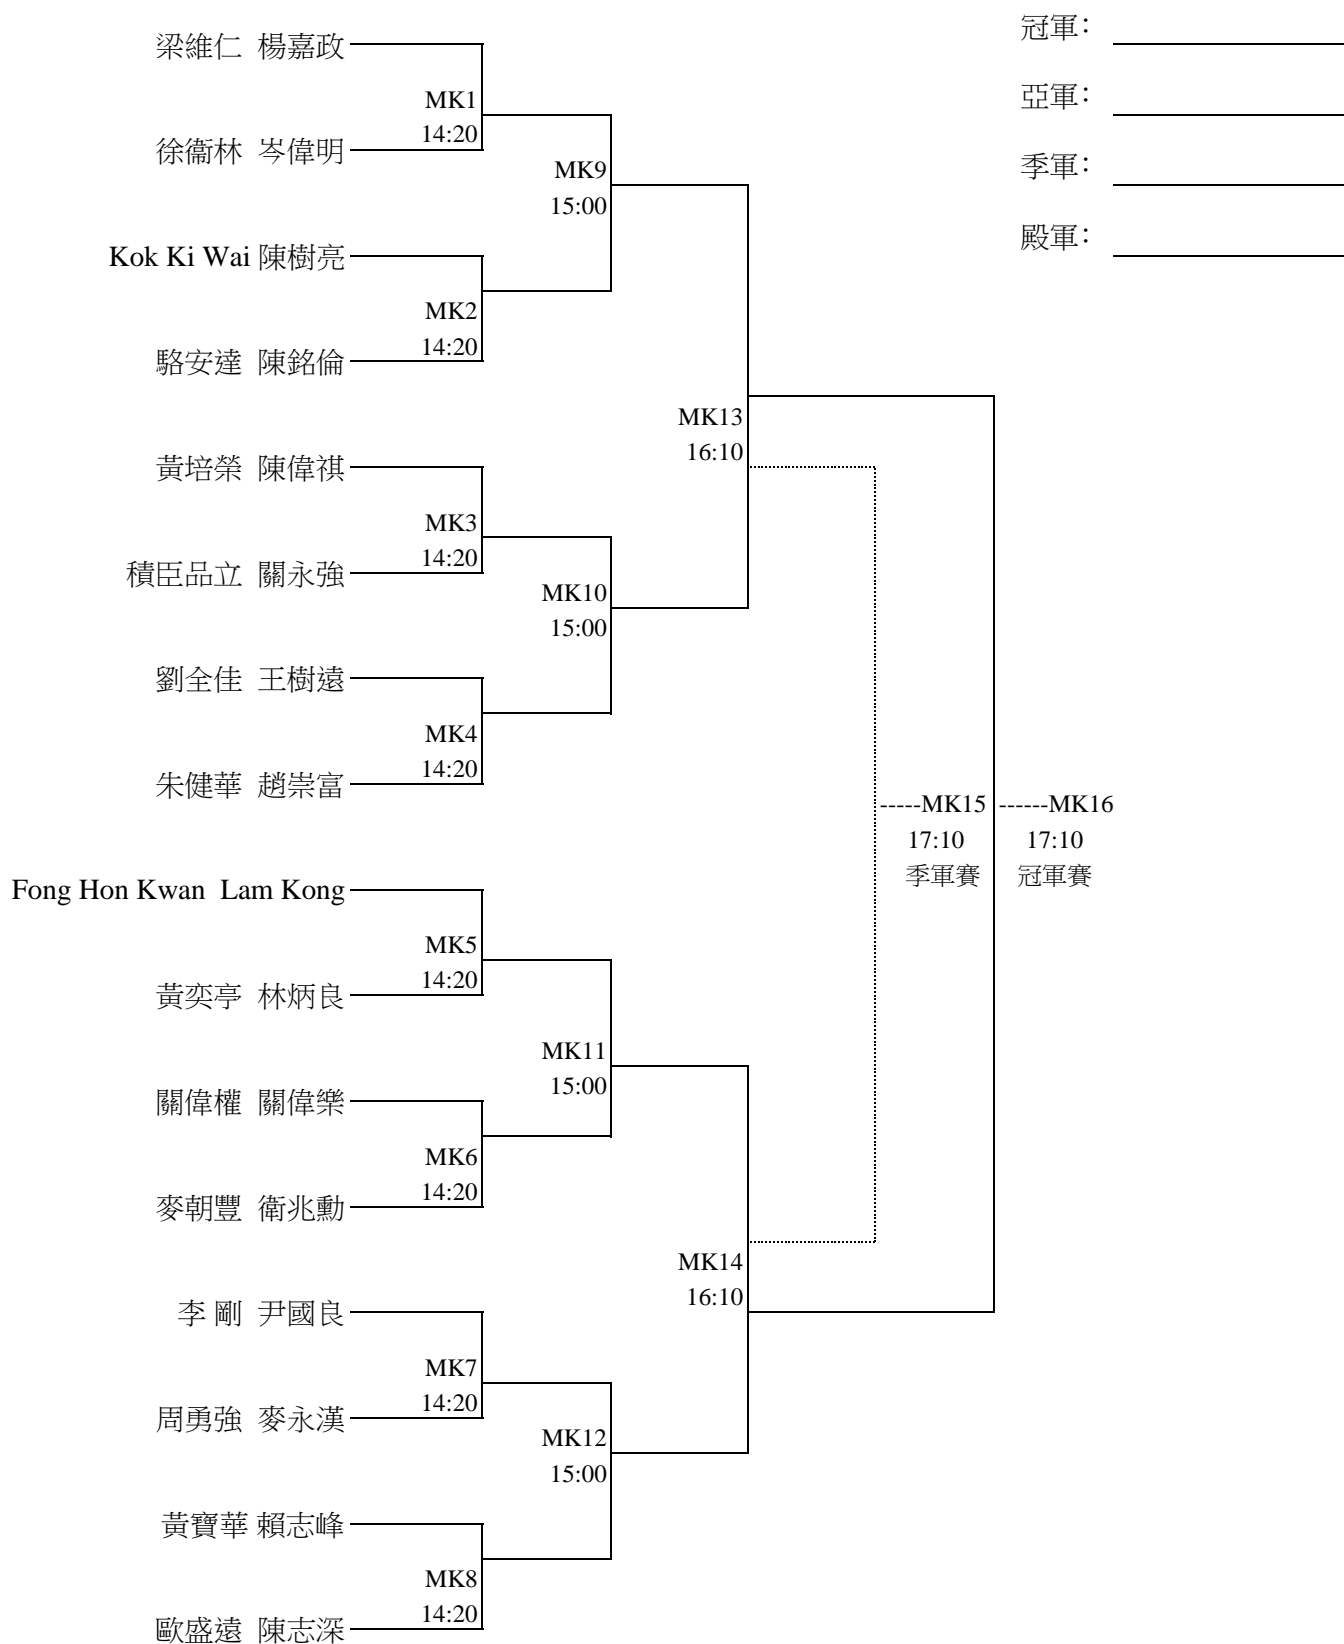 冠軍：
梁維仁 楊嘉政
亞軍：
MK1
14:20
徐衞林 岑偉明
季軍：
MK9
15:00
殿軍：
Kok Ki Wai 陳樹亮
MK2
14:20
駱安達 陳銘倫
MK13
16:10
黃培榮 陳偉祺
MK3
14:20
積臣品立 關永強
MK10
15:00
劉全佳 王樹遠
MK4
14:20
朱健華 趙崇富
-----MK15 ------MK16
17:10 17:10
季軍賽 冠軍賽
Fong Hon Kwan Lam Kong
MK5
14:20
黃奕亭 林炳良
MK11
15:00
關偉權 關偉樂
MK6
14:20
麥朝豐 衛兆勳
MK14
16:10
李 剛 尹國良
MK7
14:20
周勇強 麥永漢
MK12
15:00
黃寶華 賴志峰
MK8
14:20
歐盛遠 陳志深